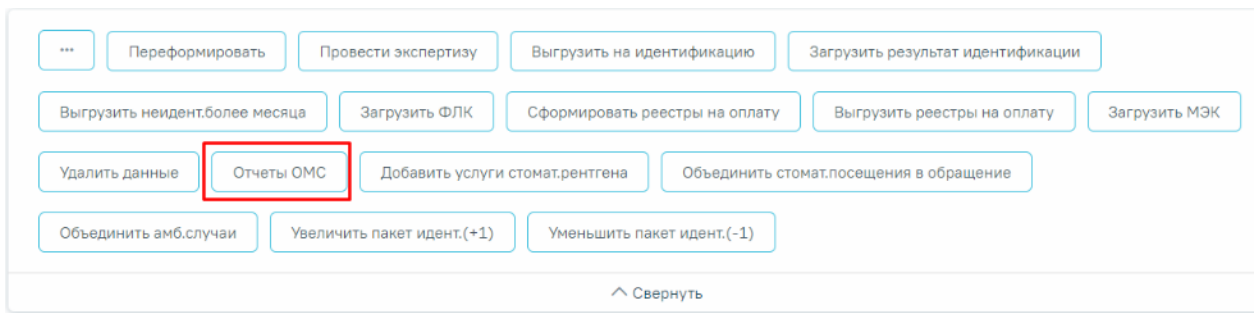 ... Переформировать Провести экспертизу Выгрузить на идентификацию Загрузить результат идентификации
Выгрузить неидент.более месяца Загрузить ФЛК Сформировать реестры на оплату Выгрузить реестры на оплату Загрузить МЭК
Удалить данные Отчеты ОМС Добавить услуги стомат.рентгена Объединить стомат.посещения в обращение
Объединить амб.случаи Увеличить пакет идент.(+1) Уменьшить пакет идент.(-1)
Свернуть